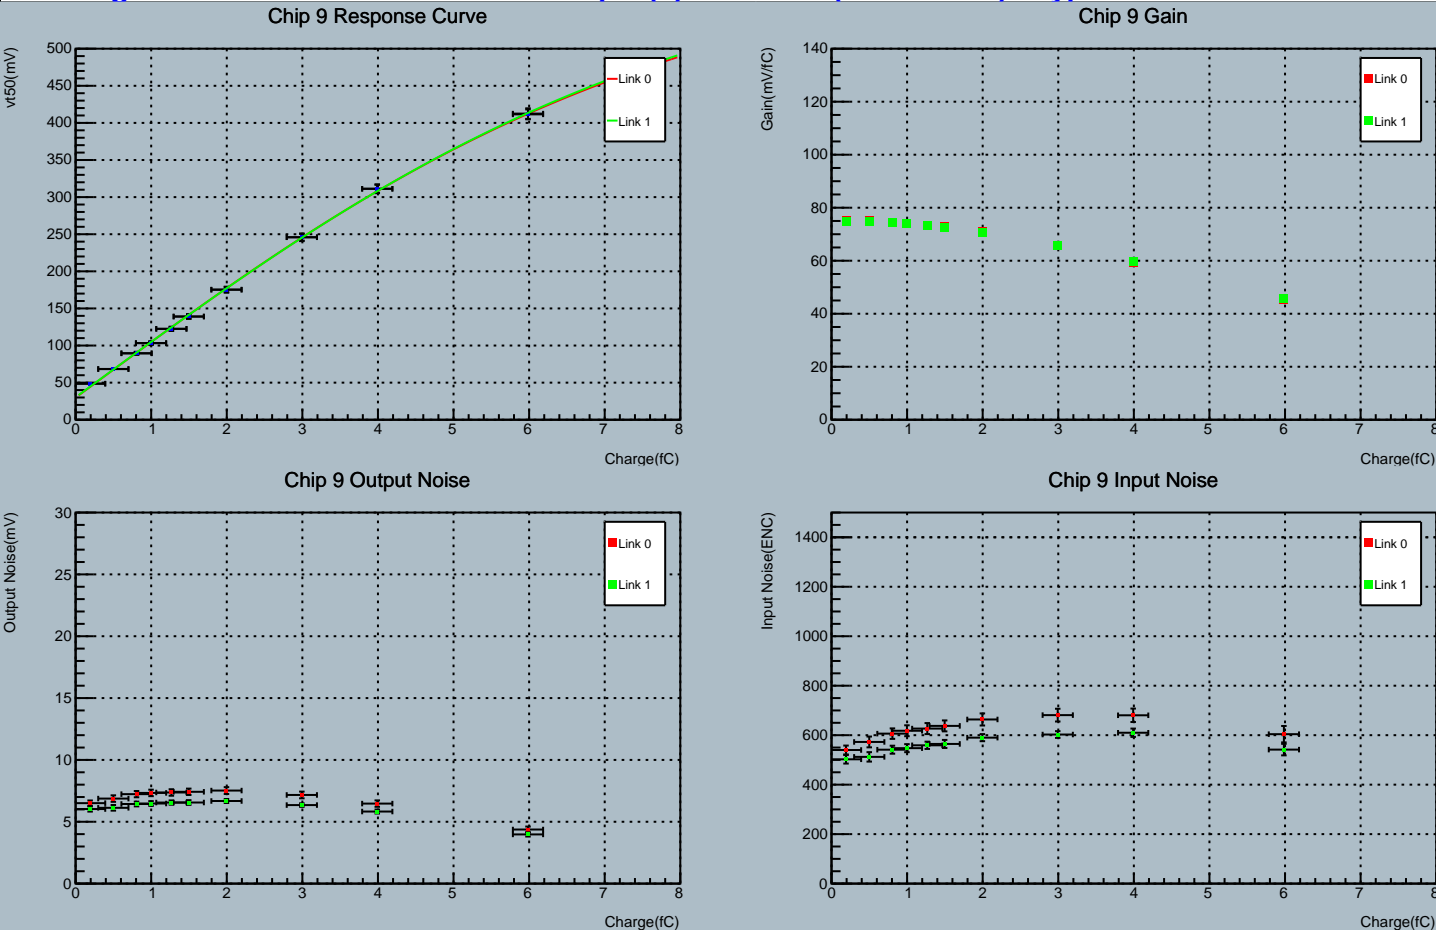 Chip 9 Response Curve
vt50(mV)
500
450
400
350
300
250
200
150
100
50
0
0 1 2 3 4 5 6 7 8
Charge(fC)
Link 0
Link 1
Chip 9 Gain
Gain(mV/fC)
140
120
100
80
60
40
20
0
0 1 2 3 4 5 6 7 8
Charge(fC)
Link 0
Link 1
Chip 9 Output Noise
Output Noise(mV)
30
25
20
15
10
5
0
0 1 2 3 4 5 6 7 8
Charge(fC)
Link 0
Link 1
Chip 9 Input Noise
Input Noise(ENC)
1400
1200
1000
800
600
400
200
0
0 1 2 3 4 5 6 7 8
Charge(fC)
Link 0
Link 1